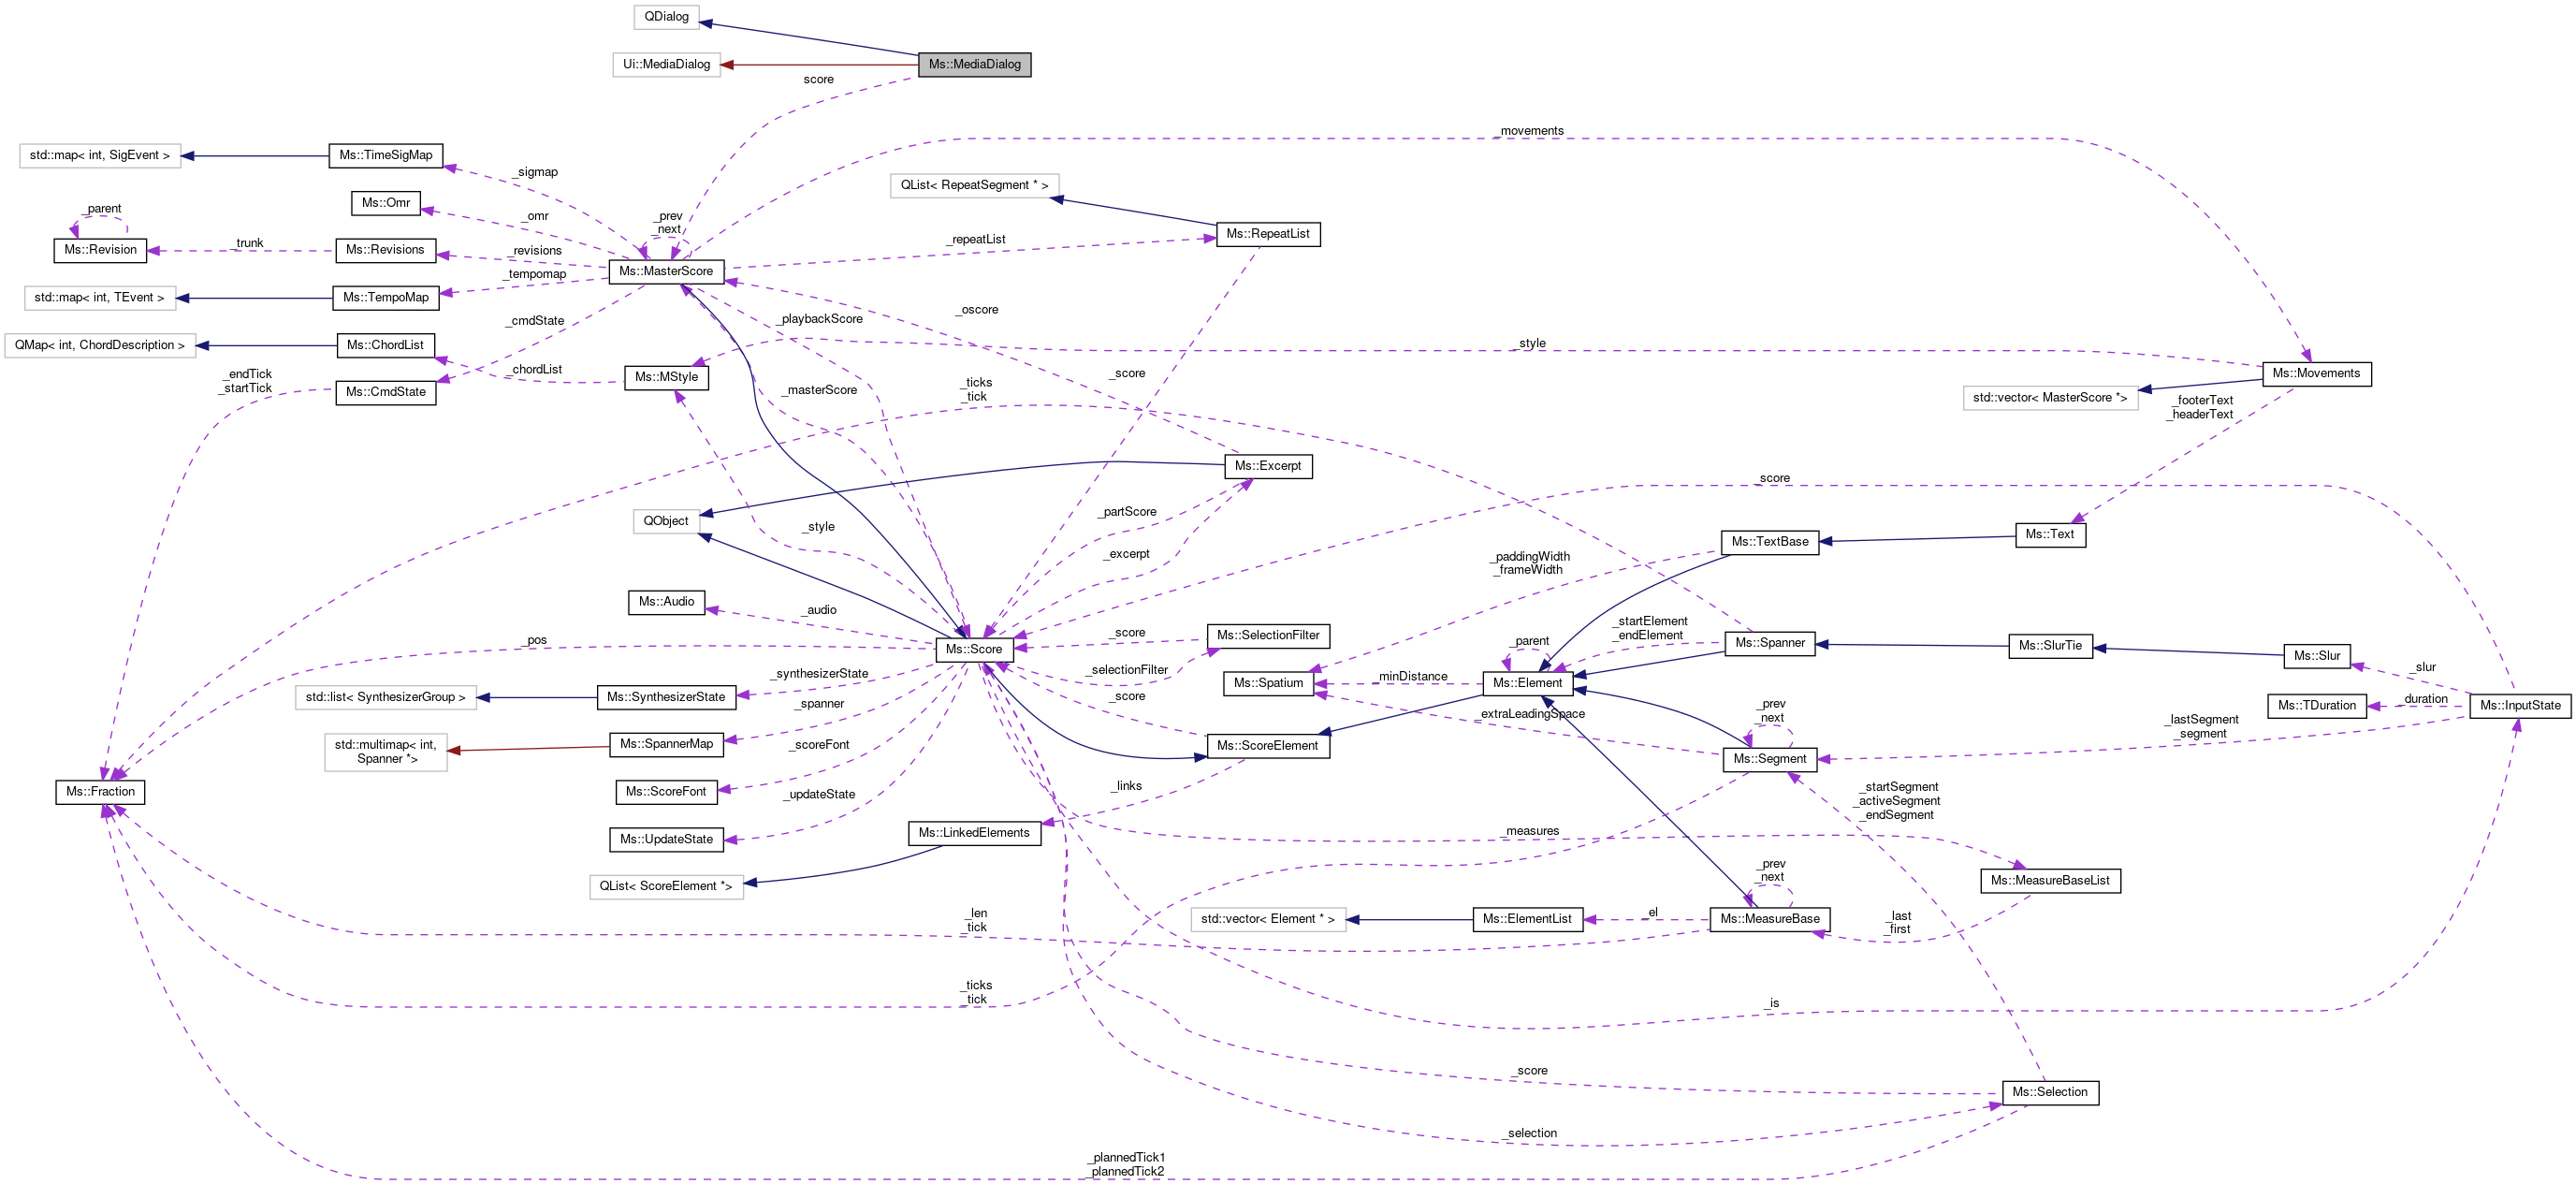 QDialog
Ui::MediaDialog
Ms::MediaDialog
score
_movements
std::map< int, SigEvent >
Ms::TimeSigMap
_sigmap
QList< RepeatSegment * >
Ms::Omr
_omr
_parent
_prev
_next
Ms::RepeatList
_repeatList
Ms::Revision
_trunk
Ms::Revisions
_revisions
Ms::MasterScore
_tempomap
std::map< int, TEvent >
Ms::TempoMap
_oscore
_cmdState
_playbackScore
QMap< int, ChordDescription >
Ms::ChordList
_style
_chordList
Ms::MStyle
_score
Ms::Movements
_endTick
_startTick
Ms::CmdState
_masterScore
_ticks
_tick
std::vector< MasterScore *>
_footerText
_headerText
Ms::Excerpt
_score
QObject
_style
_partScore
_excerpt
Ms::TextBase
Ms::Text
_paddingWidth
_frameWidth
Ms::Audio
_audio
_pos
Ms::Score
_score
Ms::SelectionFilter
_selectionFilter
_parent
_startElement
_endElement
Ms::Spanner
Ms::SlurTie
Ms::Slur
_slur
_synthesizerState
std::list< SynthesizerGroup >
Ms::SynthesizerState
_spanner
_score
Ms::Spatium
_minDistance
Ms::Element
_extraLeadingSpace
_prev
_next
Ms::TDuration
_duration
Ms::InputState
_lastSegment
_segment
std::multimap< int,
Spanner *>
Ms::SpannerMap
_scoreFont
Ms::ScoreElement
Ms::Segment
Ms::Fraction
Ms::ScoreFont
_updateState
_links
_startSegment
_activeSegment
_endSegment
Ms::UpdateState
Ms::LinkedElements
_measures
QList< ScoreElement *>
_prev
_next
Ms::MeasureBaseList
_len
_tick
std::vector< Element * >
Ms::ElementList
_el
Ms::MeasureBase
_last
_first
_ticks
_tick
_is
_score
Ms::Selection
_selection
_plannedTick1
_plannedTick2